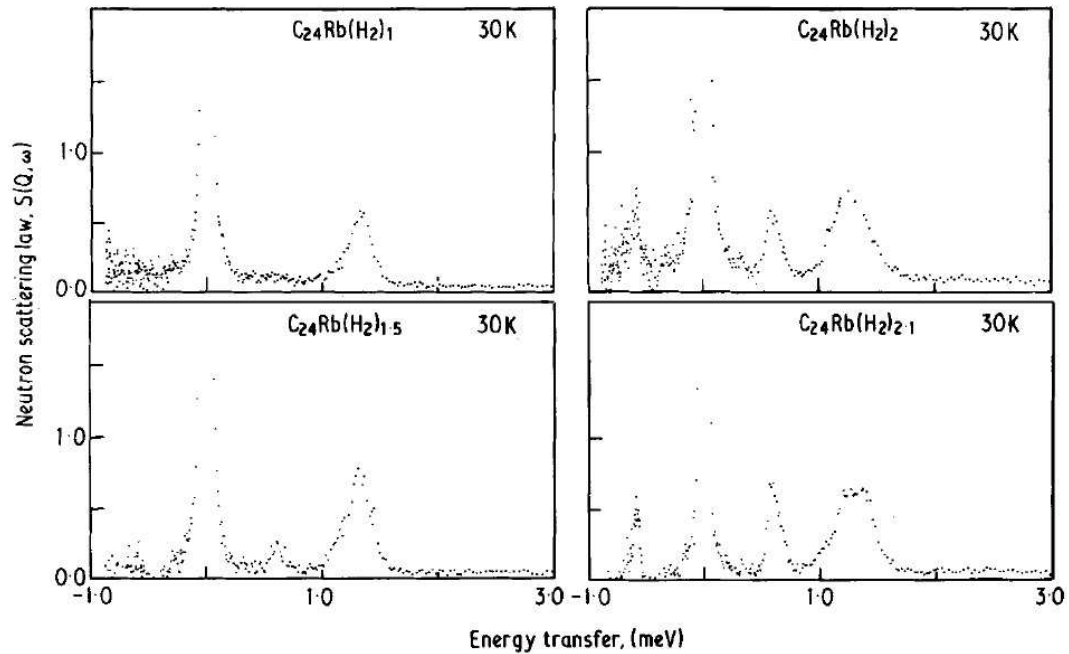 C₂₄Rb(H₂)₁ 30K
C₂₄Rb(H₂)₂ 30K
1·0
0·0
C₂₄Rb(H₂)₁·₅ 30K
C₂₄Rb(H₂)₂·₁ 30K
1·0
0·0
-1·0 1·0 3·0 -1·0 1·0 3·0
Neutron scattering law, S(Q,ω)
Energy transfer, (meV)